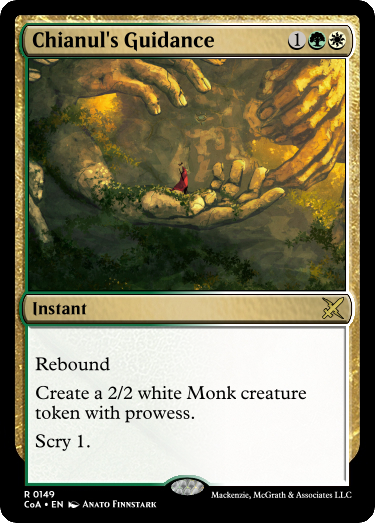 Chianul's Guidance 1
Instant
Rebound
Create a 2/2 white Monk creature
token with prowess.
Scry 1.
R 0149
CoA • EN Anato Finnstark
Mackenzie, McGrath & Associates LLC